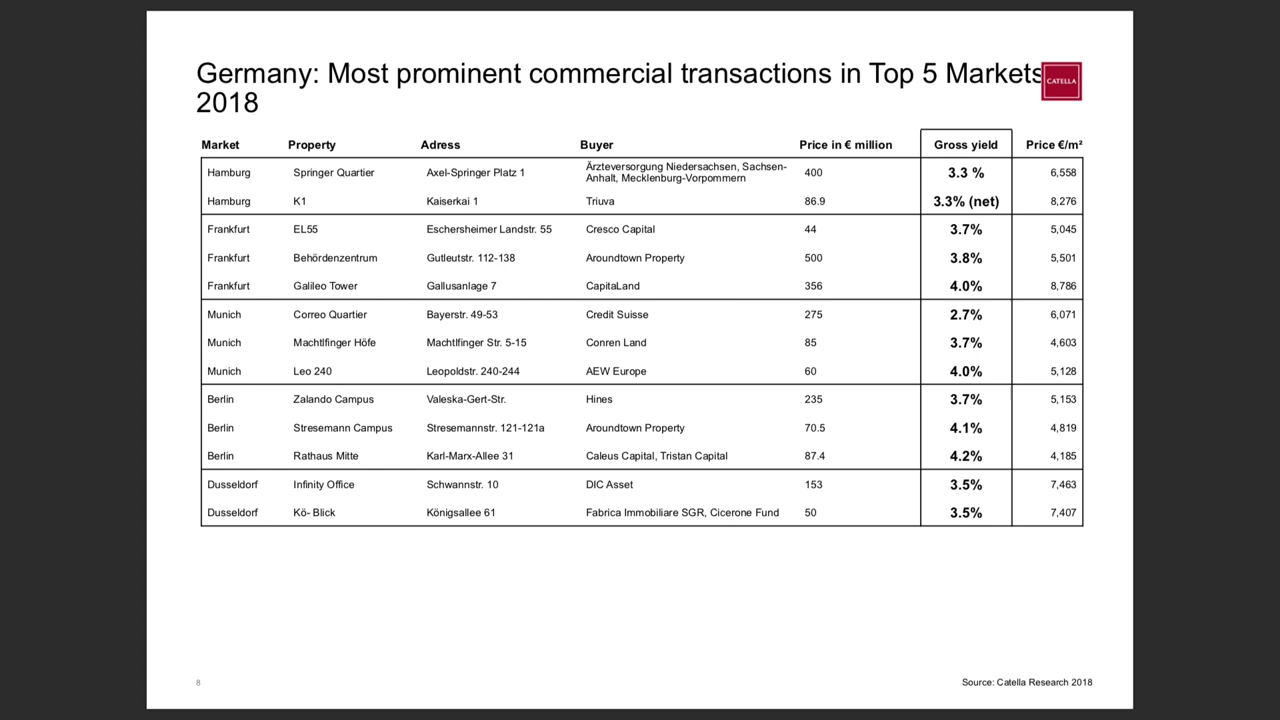 Germany: Most prominent commercial transactions in Top 5 Markets
2018
CATELLA
Market Property Adress Buyer Price in € million Gross yield Price €/m²
Hamburg Springer Quartier Axel-Springer Platz 1 Ärzteversorgung Niedersachsen, Sachsen-
Anhalt, Mecklenburg-Vorpommern 400 3.3 % 6,558
Hamburg K1 Kaiserkai 1 Triuva 86.9 3.3% (net) 8,276
Frankfurt EL55 Eschersheimer Landstr. 55 Cresco Capital 44 3.7% 5,045
Frankfurt Behördenzentrum Gutleutstr. 112-138 Aroundtown Property 500 3.8% 5,501
Frankfurt Galileo Tower Gallusanlage 7 CapitaLand 356 4.0% 8,786
Munich Correo Quartier Bayerstr. 49-53 Credit Suisse 275 2.7% 6,071
Munich Machtlfinger Höfe Machtlfinger Str. 5-15 Conren Land 85 3.7% 4,603
Munich Leo 240 Leopoldstr. 240-244 AEW Europe 60 4.0% 5,128
Berlin Zalando Campus Valeska-Gert-Str. Hines 235 3.7% 5,153
Berlin Stresemann Campus Stresemannstr. 121-121a Aroundtown Property 70.5 4.1% 4,819
Berlin Rathaus Mitte Karl-Marx-Allee 31 Caleus Capital, Tristan Capital 87.4 4.2% 4,185
Dusseldorf Infinity Office Schwannstr. 10 DIC Asset 153 3.5% 7,463
Dusseldorf Kö- Blick Königsallee 61 Fabrica Immobiliare SGR, Cicerone Fund 50 3.5% 7,407
8
Source: Catella Research 2018